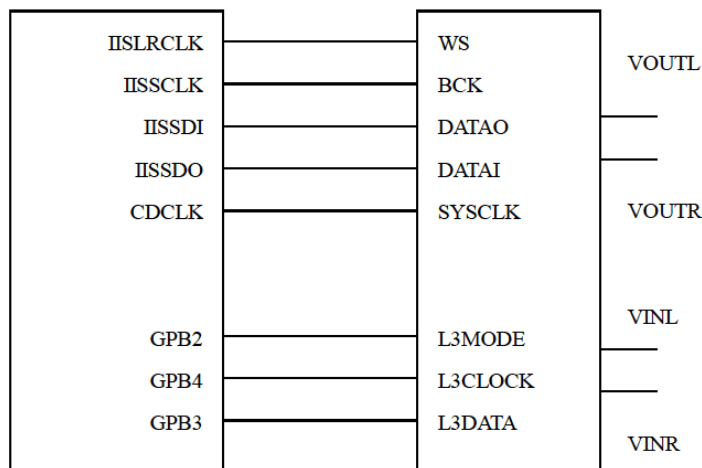 IISLRCLK WS
VOUTL
IISSCLK BCK
IISSDI DATAO
IISSDO DATAI
CDCLK SYSCLK
VOUTR
VINL
GPB2 L3MODE
GPB4 L3CLOCK
GPB3 L3DATA
VINR